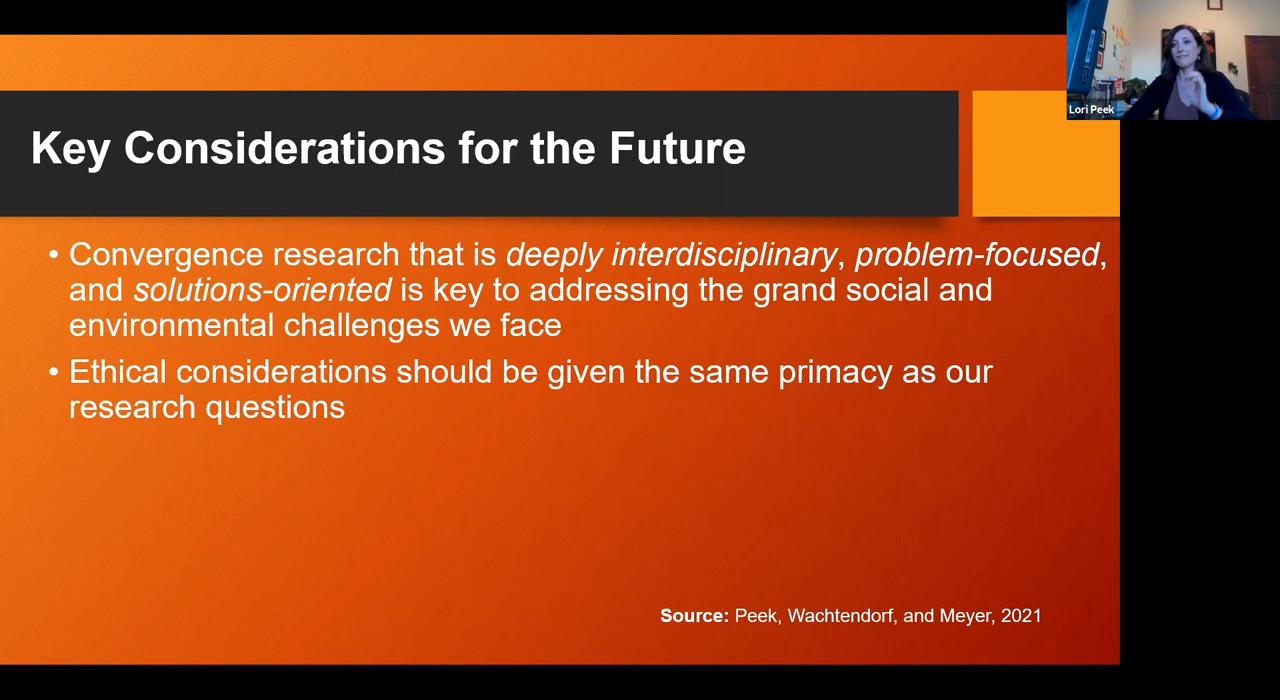 Lori Peek
Key Considerations for the Future
• Convergence research that is deeply interdisciplinary, problem-focused,
and solutions-oriented is key to addressing the grand social and
environmental challenges we face
• Ethical considerations should be given the same primacy as our
research questions
Source: Peek, Wachtendorf, and Meyer, 2021